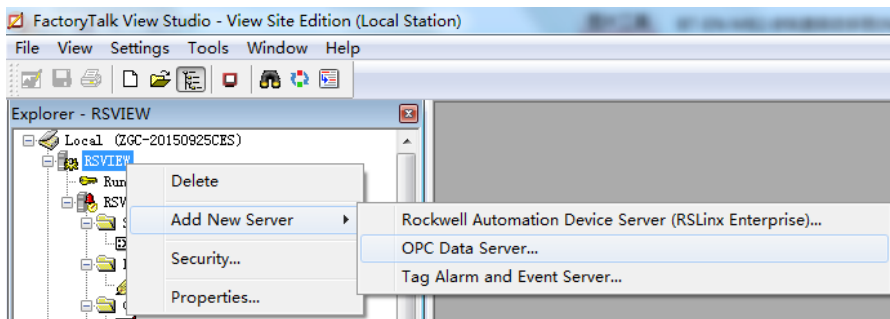 FactoryTalk View Studio - View Site Edition (Local Station)
File View Settings Tools Window Help
Explorer - RSVIEW
Local (ZGC-20150925CES)
RSVIEW
Run
Delete
RSV
Add New Server
Rockwell Automation Device Server (RSLinx Enterprise)...
OPC Data Server...
Security...
Tag Alarm and Event Server...
Properties...